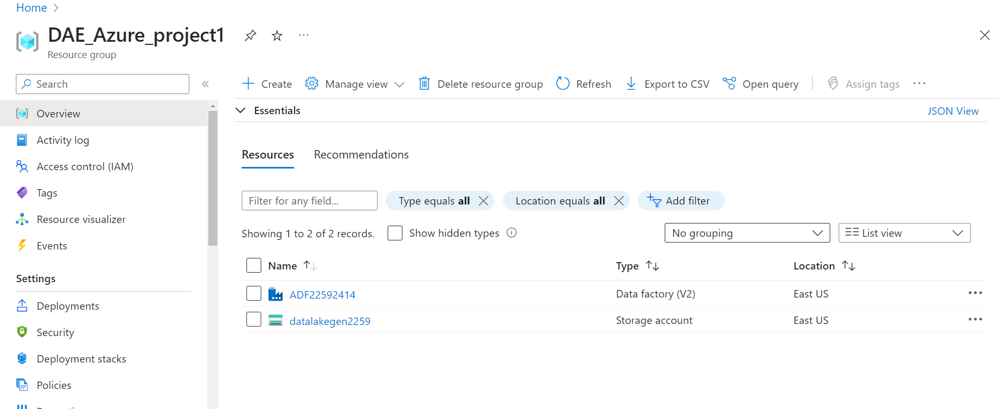 Home
DAE_Azure_project1
Resource group
Search
Create Manage view Delete resource group Refresh Export to CSV Open query Assign tags
Overview
Activity log
Access control (IAM)
Tags
Resource visualizer
Events
Settings
Deployments
Security
Deployment stacks
Policies
Essentials JSON View
Resources Recommendations
Filter for any field... Type equals all Location equals all Add filter
Showing 1 to 2 of 2 records. Show hidden types No grouping List view
Name Type Location
ADF22592414 Data factory (V2) East US
datalakegen2259 Storage account East US